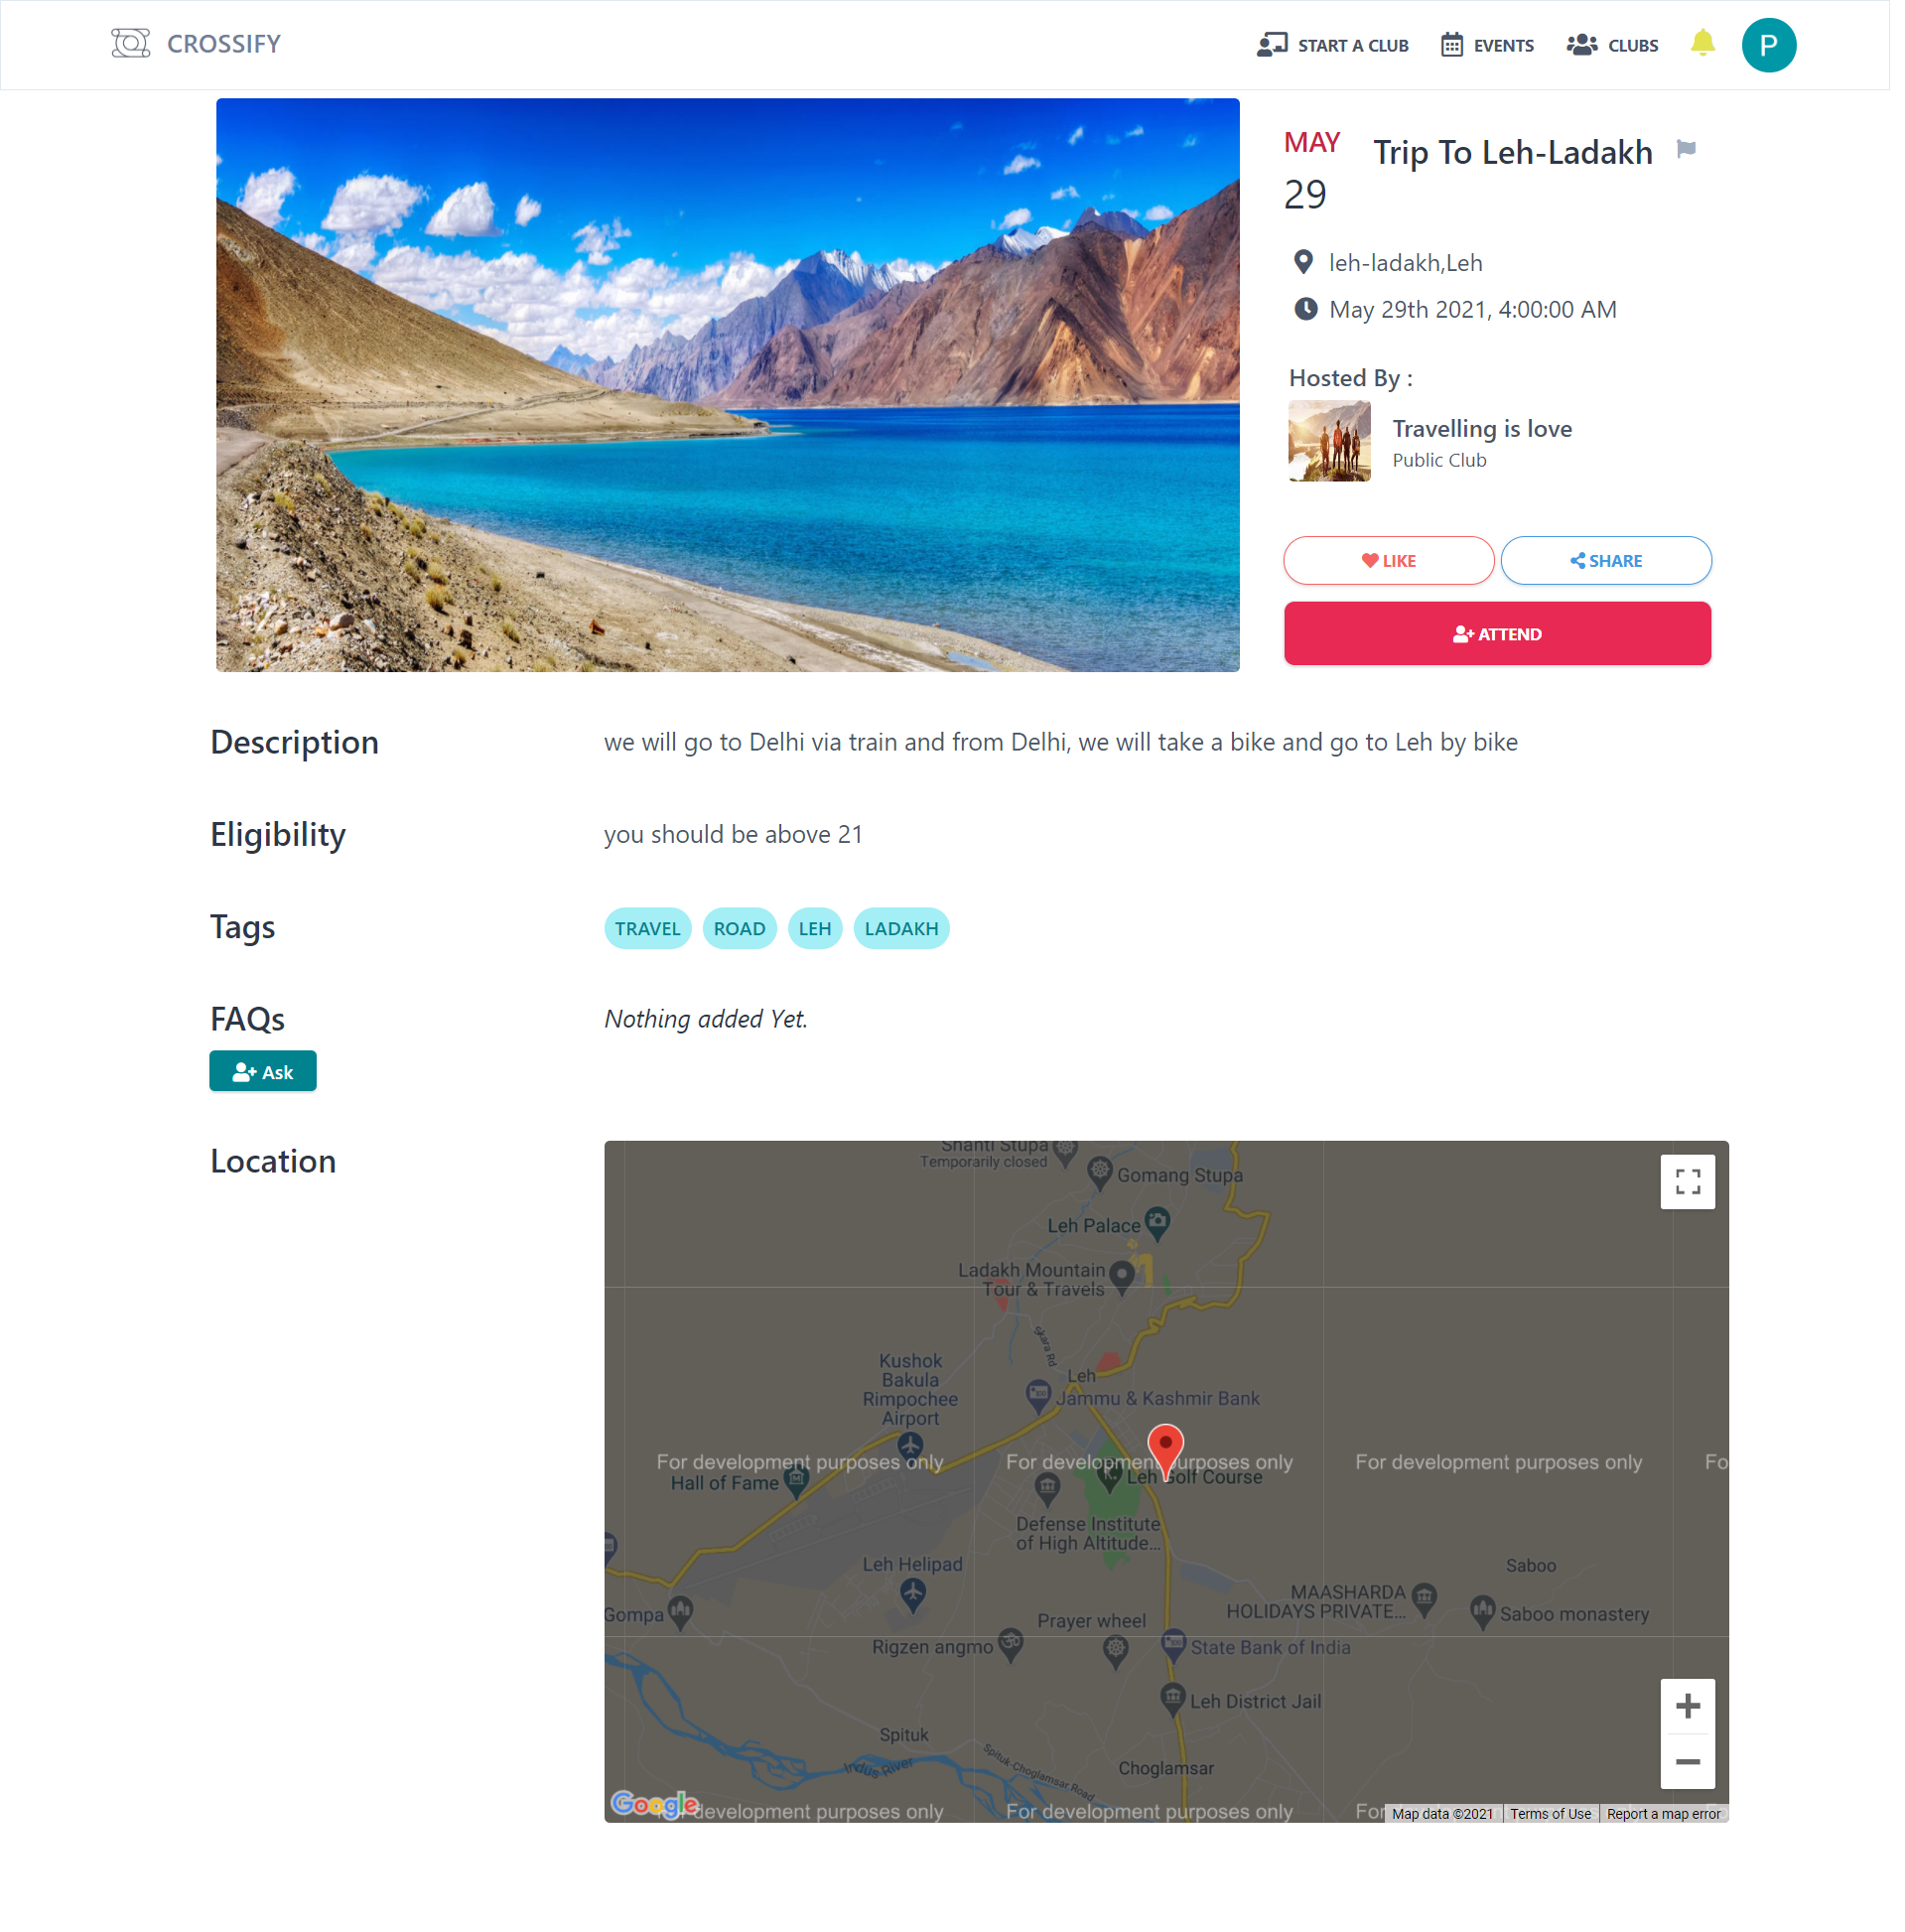 CROSSIFY
START A CLUB
EVENTS
CLUBS
P
MAY
29
Trip To Leh-Ladakh
leh-ladakh,Leh
May 29th 2021, 4:00:00 AM
Hosted By :
Travelling is love
Public Club
LIKE
SHARE
ATTEND
Description
we will go to Delhi via train and from Delhi, we will take a bike and go to Leh by bike
Eligibility
you should be above 21
Tags
TRAVEL
ROAD
LEH
LADAKH
FAQs
Nothing added Yet.
Ask
Location
Shanti Stupa
Temporarily closed
Gomang Stupa
Leh Palace
Ladakh Mountain
Tour & Travels
Skara Rd
Kushok
Bakula
Rimpochee
Airport
Leh
Jammu & Kashmir Bank
For development purposes only
For development purposes only
For development purposes only
Fo
Hall of Fame
Leh Golf Course
Defense Institute
of High Altitude...
Leh Helipad
Saboo
MAASHARDA
HOLIDAYS PRIVATE...
Gompa
Saboo monastery
Prayer wheel
Rigzen angmo
State Bank of India
Leh District Jail
Spituk
Indus River
Spituk-Choglamsar Road
Choglamsar
Google
development purposes only
For development purposes only
For
Map data ©2021
Terms of Use
Report a map error